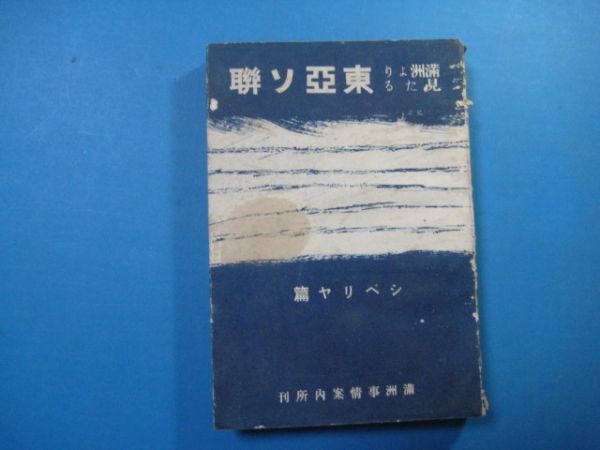 滿洲より
見たる
東亞ソ聯
シベリヤ篇
滿洲事情案內所刊